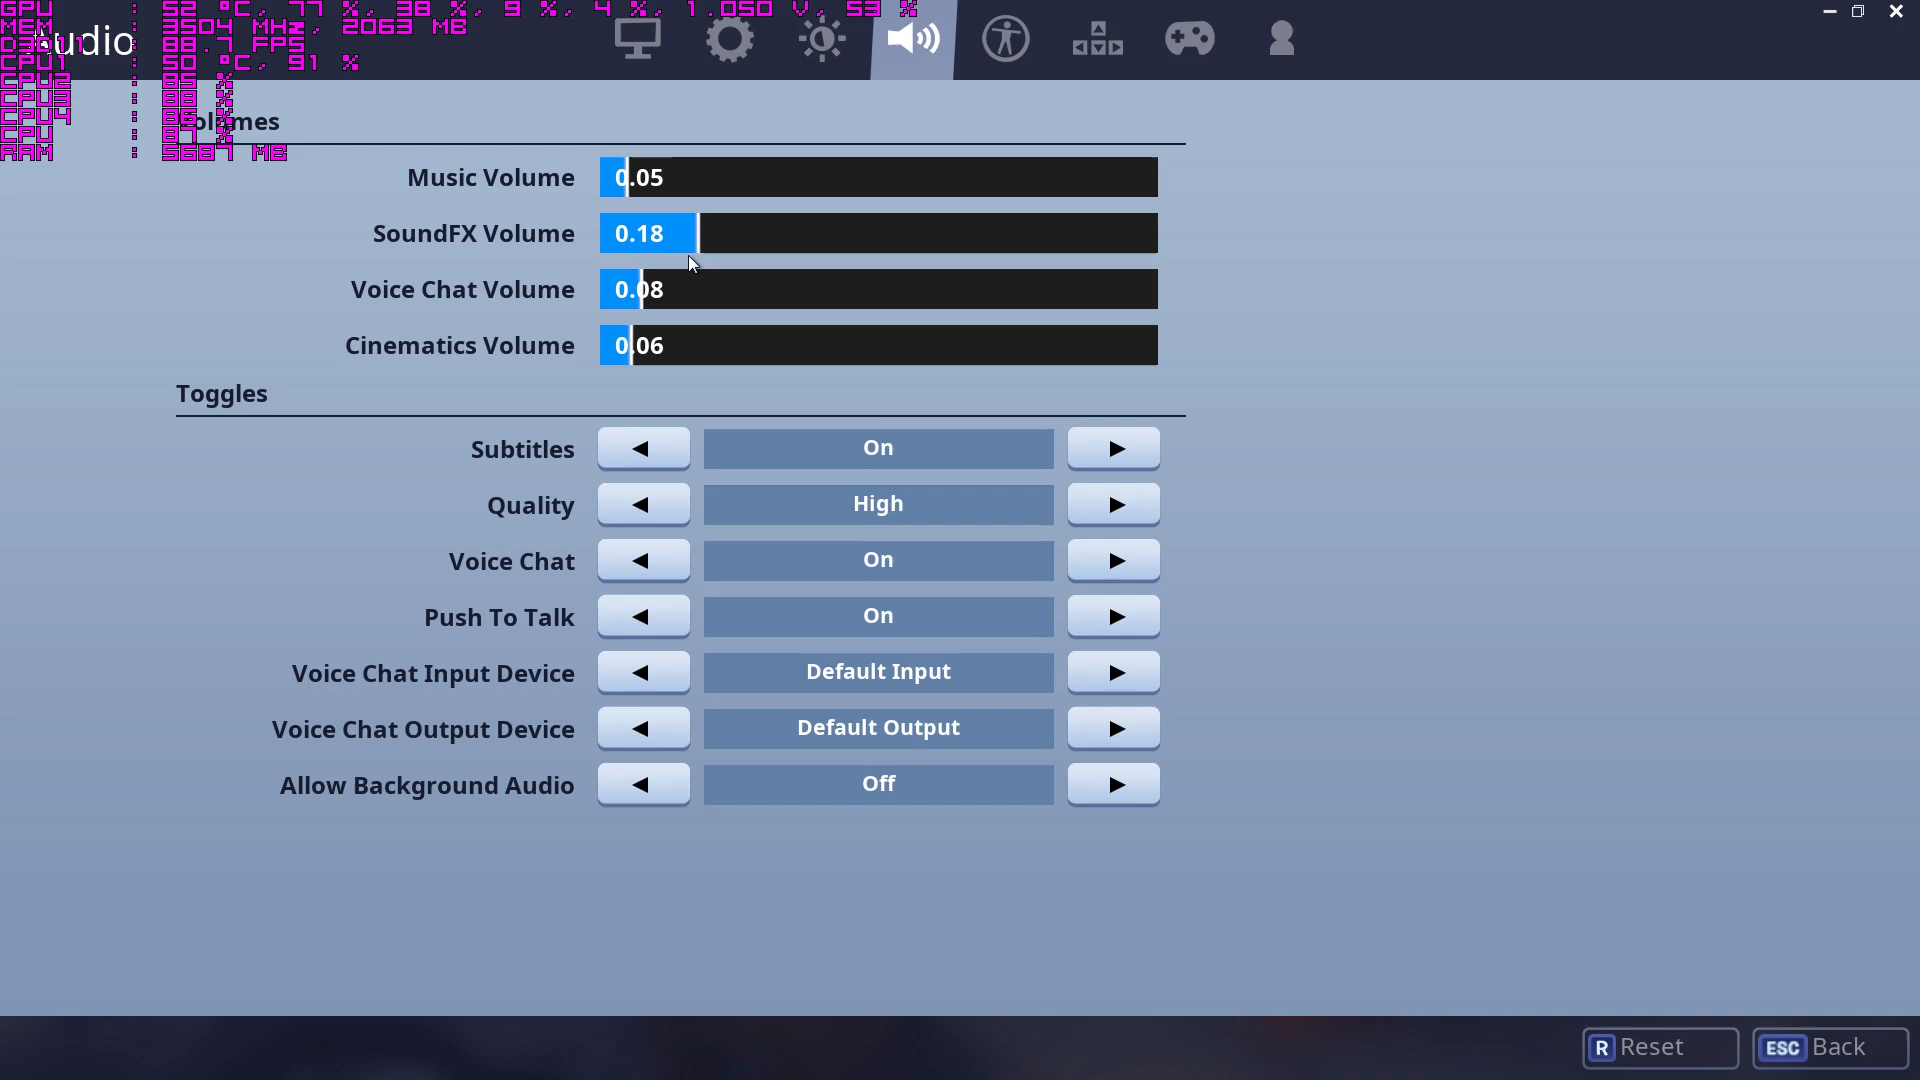 GPU : 52 °C, 77 %, 38 %, 9 %, 4 %, 1.050 V, 53 %
MEM : 3504 MHz, 2063 MB
D3D11 : 88.7 FPS
Audio
CPU1 : 50 °C, 91 %
CPU2 : 85 %
CPU3 : 88 %
CPU4 : 86 %
CPU : 87 %
RAM : 5687 MB
Volumes
Music Volume 0.05
SoundFX Volume 0.18
Voice Chat Volume 0.08
Cinematics Volume 0.06
Toggles
Subtitles On
Quality High
Voice Chat On
Push To Talk On
Voice Chat Input Device Default Input
Voice Chat Output Device Default Output
Allow Background Audio Off
R Reset ESC Back